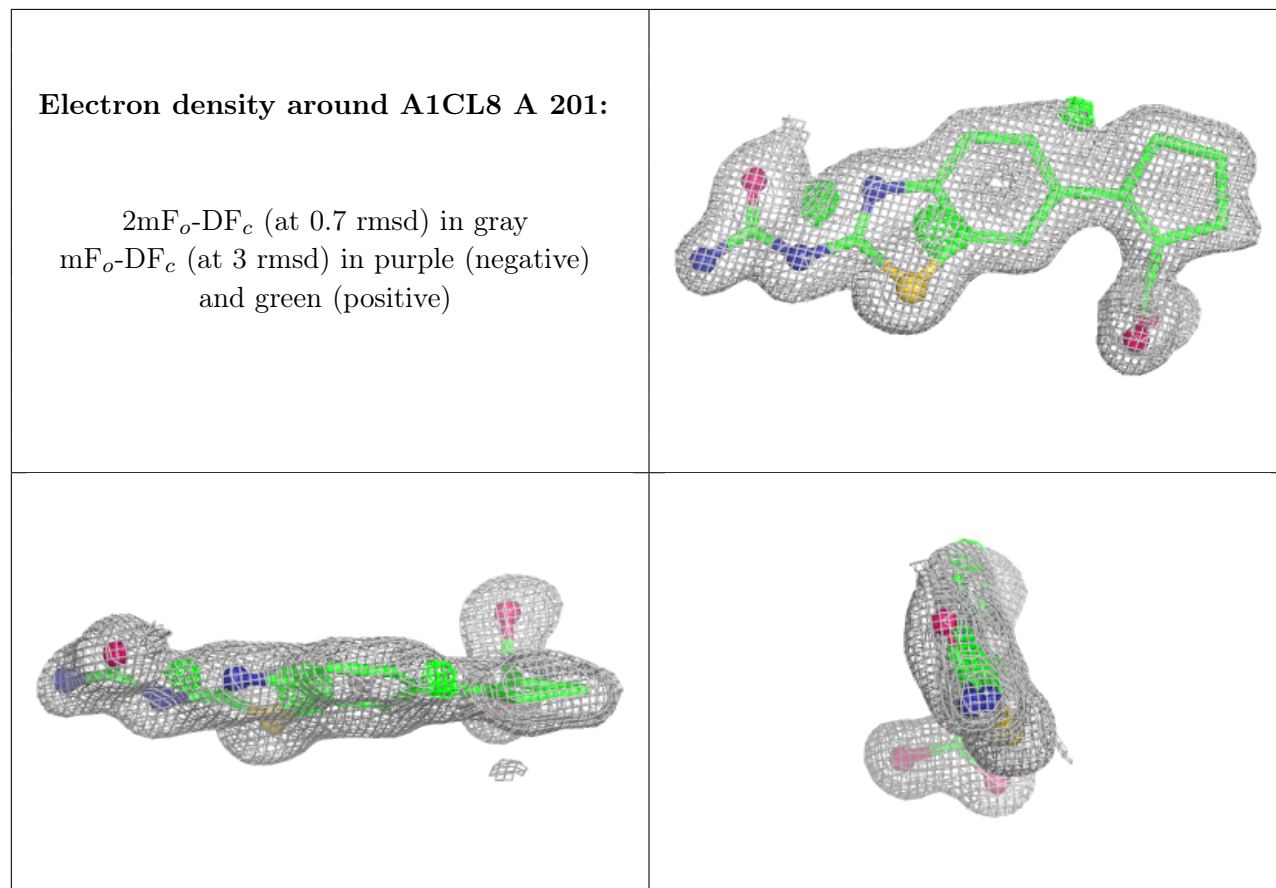 Electron density around A1CL8 A 201:
2mFo-DFc (at 0.7 rmsd) in gray
mFo-DFc (at 3 rmsd) in purple (negative)
and green (positive)